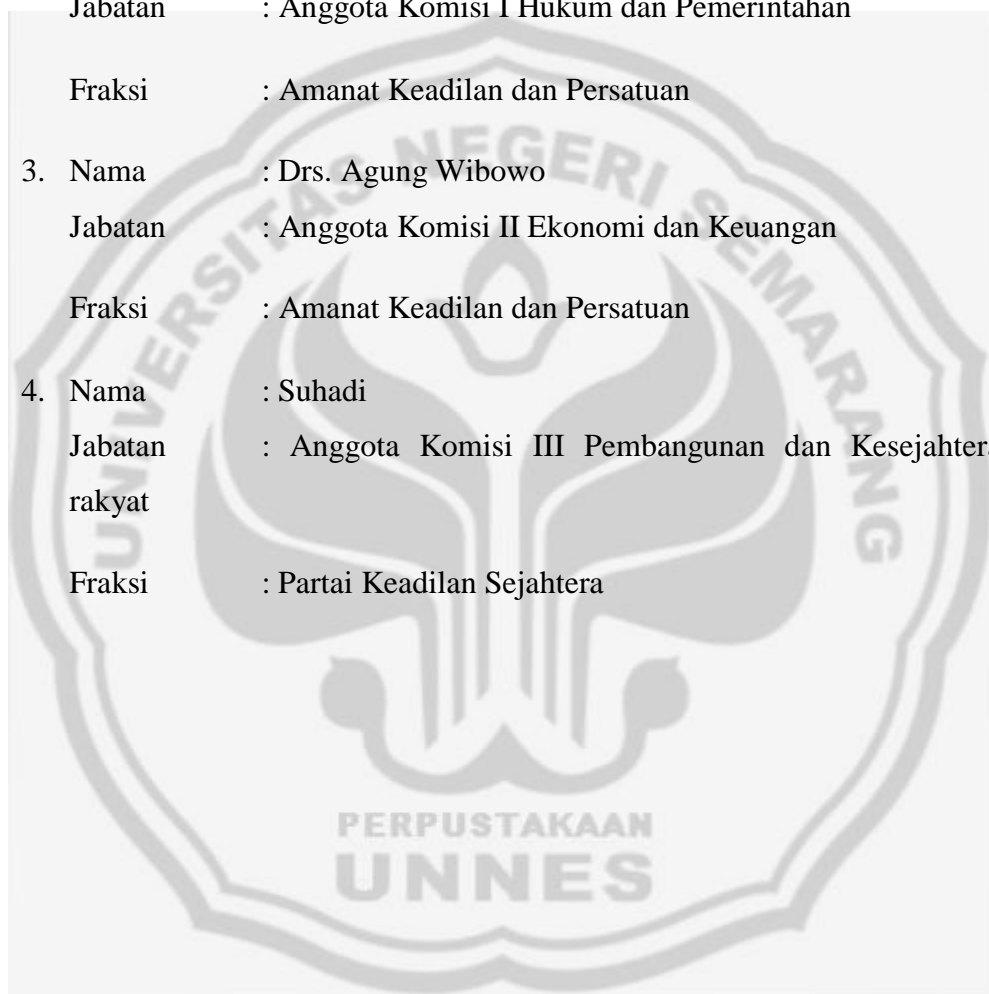 Jabatan : Anggota Komisi I Hukum dan Pemerintahan
Fraksi : Amanat Keadilan dan Persatuan
3. Nama : Drs. Agung Wibowo
Jabatan : Anggota Komisi II Ekonomi dan Keuangan
Fraksi : Amanat Keadilan dan Persatuan
4. Nama : Suhadi
Jabatan : Anggota Komisi III Pembangunan dan Kesejahtera
rakyat
Fraksi : Partai Keadilan Sejahtera
UNIVERSITAS NEGERI SEMARANG
PERPUSTAKAAN
UNNES